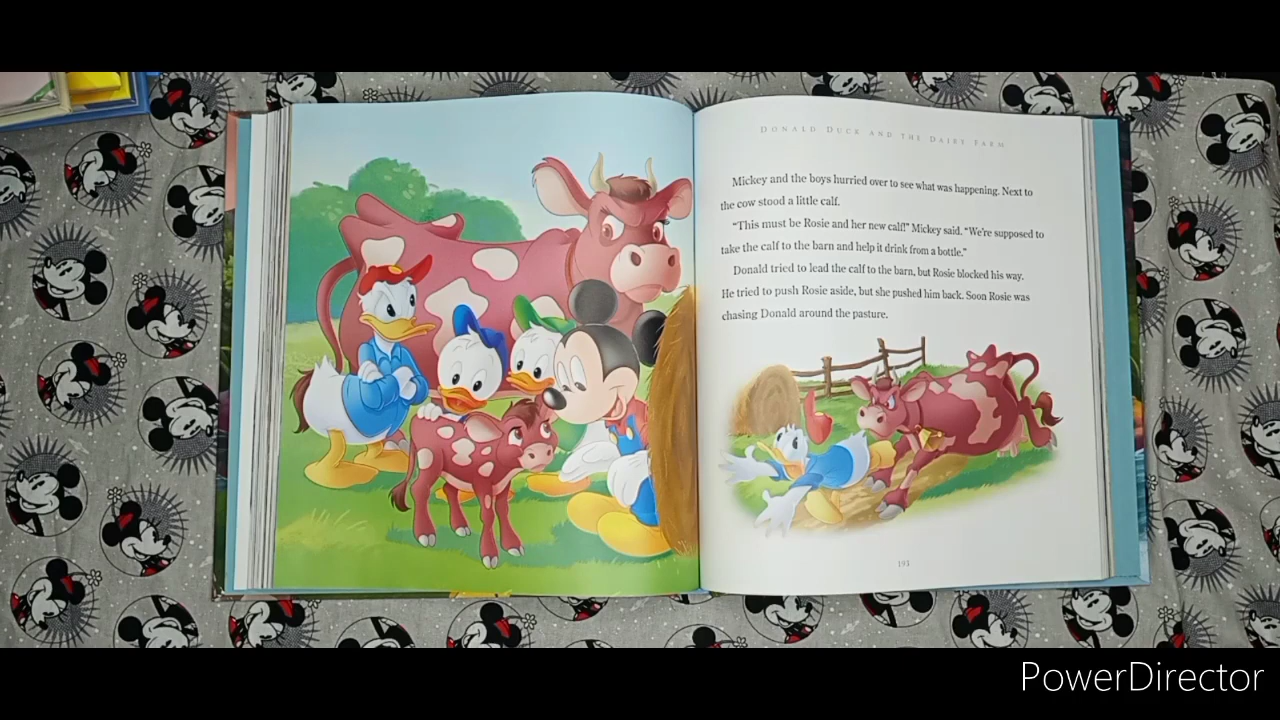 DONALD DUCK AND THE DAIRY FARM
Mickey and the boys hurried over to see what was happening. Next to
the cow stood a little calf.
“This must be Rosie and her new calf!” Mickey said. “We’re supposed to
take the calf to the barn and help it drink from a bottle.”
Donald tried to lead the calf to the barn, but Rosie blocked his way.
He tried to push Rosie aside, but she pushed him back. Soon Rosie was
chasing Donald around the pasture.
193
PowerDirector